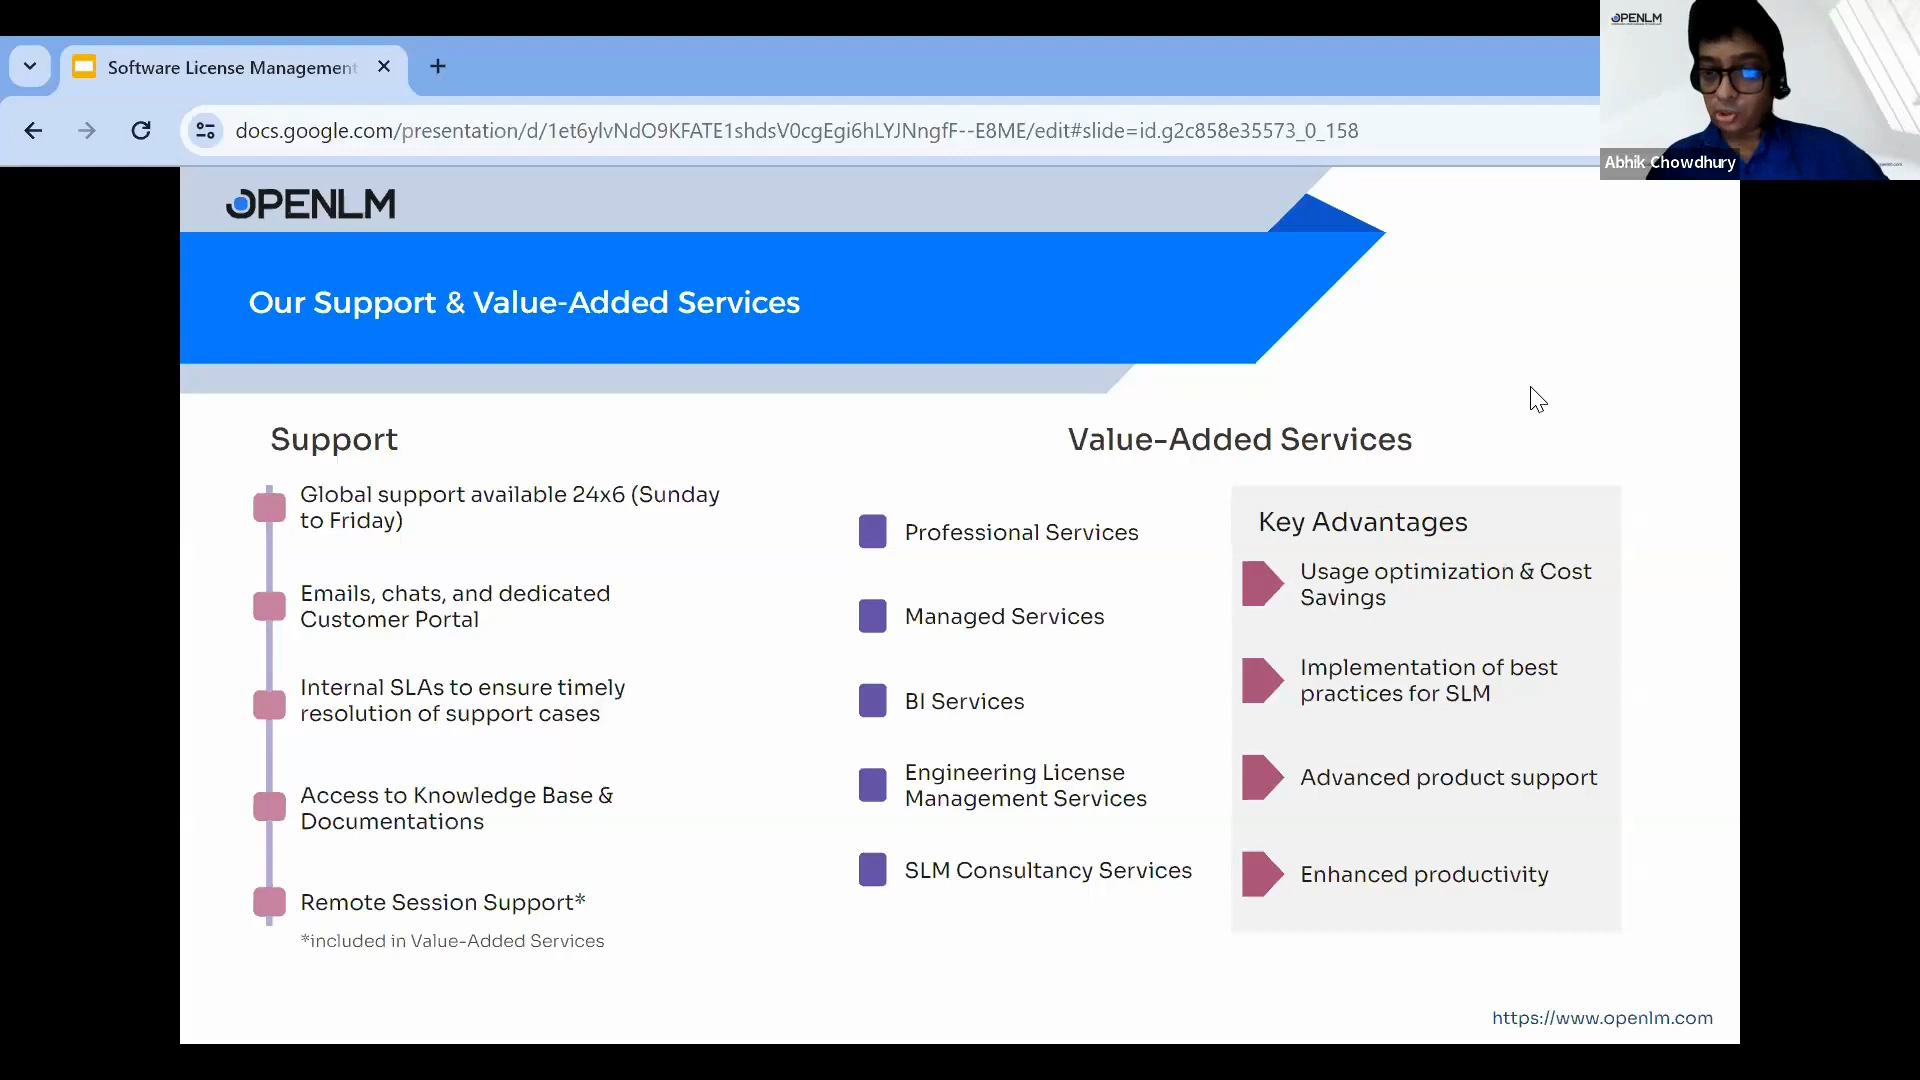 Software License Management
docs.google.com/presentation/d/1et6ylvNdO9KFATE1shdsV0cgEgi6hLYJNngfF--E8ME/edit#slide=id.g2c858e35573_0_158
OPENLM
Abhik Chowdhury
OPENLM
Our Support & Value-Added Services
Support
Global support available 24x6 (Sunday
to Friday)
Emails, chats, and dedicated
Customer Portal
Internal SLAs to ensure timely
resolution of support cases
Access to Knowledge Base &
Documentations
Remote Session Support*
*included in Value-Added Services
Value-Added Services
Professional Services
Managed Services
BI Services
Engineering License
Management Services
SLM Consultancy Services
Key Advantages
Usage optimization & Cost
Savings
Implementation of best
practices for SLM
Advanced product support
Enhanced productivity
https://www.openlm.com